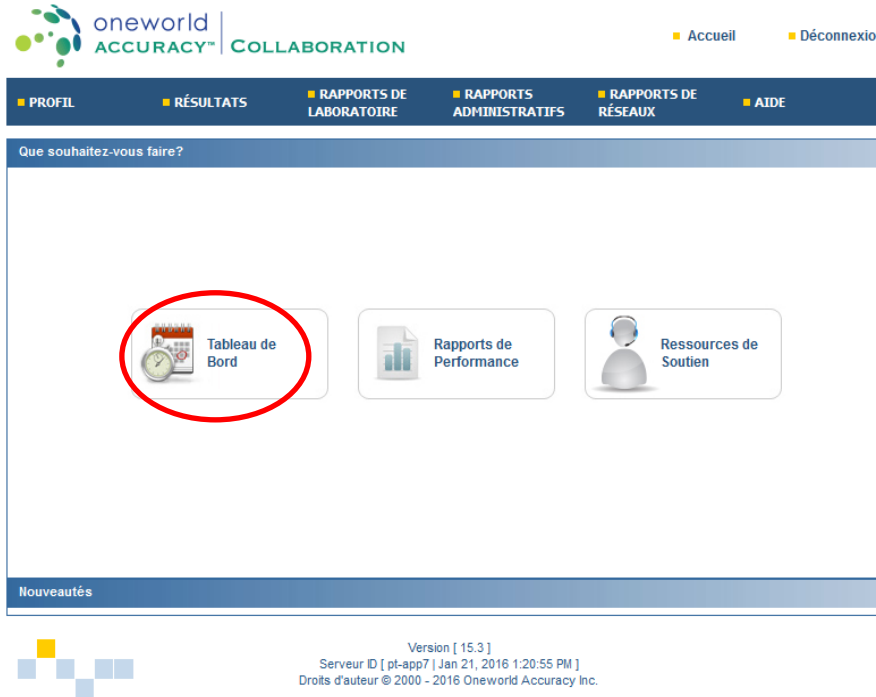 oneworld
ACCURACY™ COLLABORATION
Accueil
PROFIL
RÉSULTATS
RAPPORTS DE
LABORATOIRE
RAPPORTS
ADMINISTRATIFS
RAPPORTS DE
RÉSEAUX
AIDE
Déconnexio
Que souhaitez-vous faire?
Tableau de
Bord
Rapports de
Performance
Ressources de
Soutien
Nouveautés
Version [ 15.3 ]
Serveur ID [ pt-app7 | Jan 21, 2016 1:20:55 PM ]
Droits d'auteur © 2000 - 2016 Oneworld Accuracy Inc.